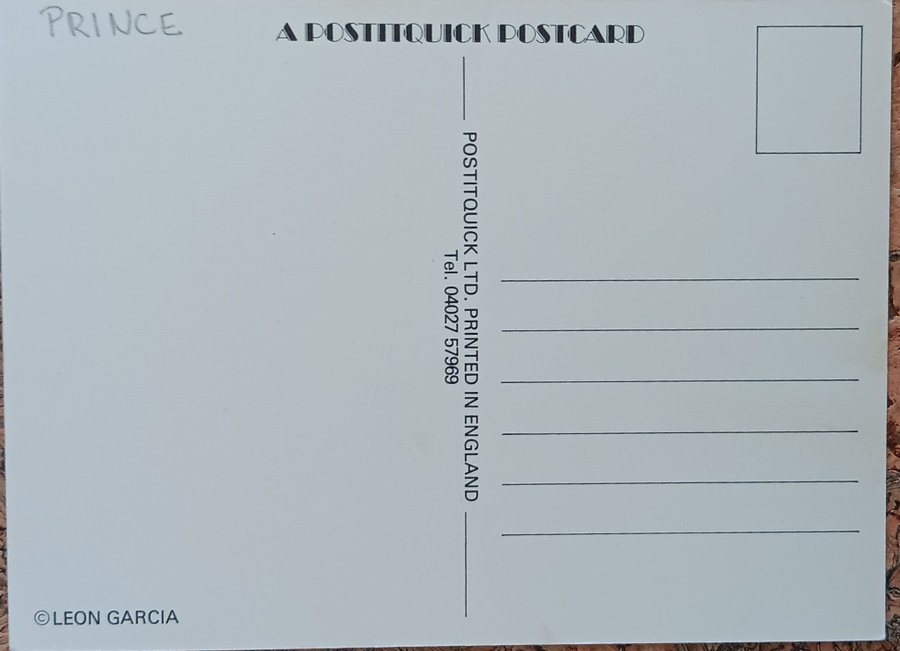 PRINCE
A POSTITQUICK POSTCARD
POSTITQUICK LTD. PRINTED IN ENGLAND
Tel. 04027 57969
©LEON GARCIA